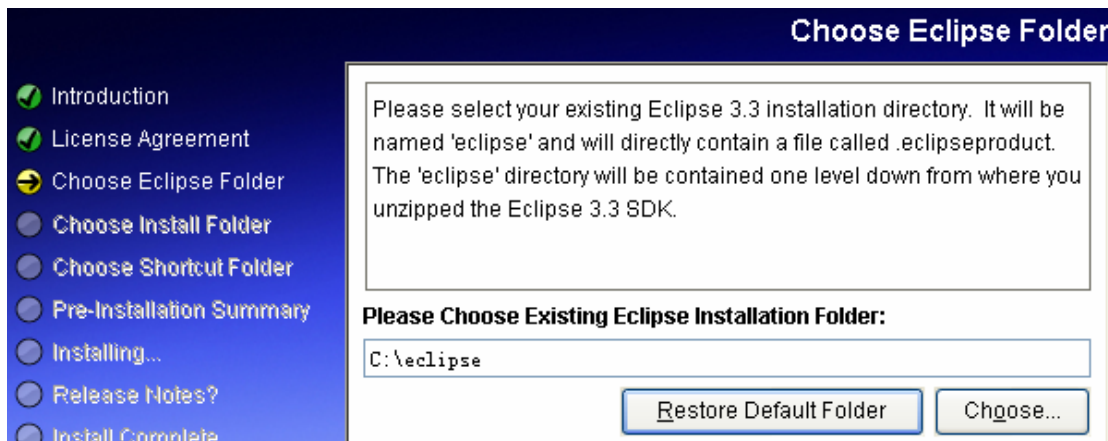 Choose Eclipse Folder
Introduction
License Agreement
Choose Eclipse Folder
Choose Install Folder
Choose Shortcut Folder
Pre-Installation Summary
Installing...
Release Notes?
Install Complete
Please select your existing Eclipse 3.3 installation directory. It will be
named 'eclipse' and will directly contain a file called .eclipseproduct.
The 'eclipse' directory will be contained one level down from where you
unzipped the Eclipse 3.3 SDK.
Please Choose Existing Eclipse Installation Folder:
C:\eclipse
Restore Default Folder
Choose...